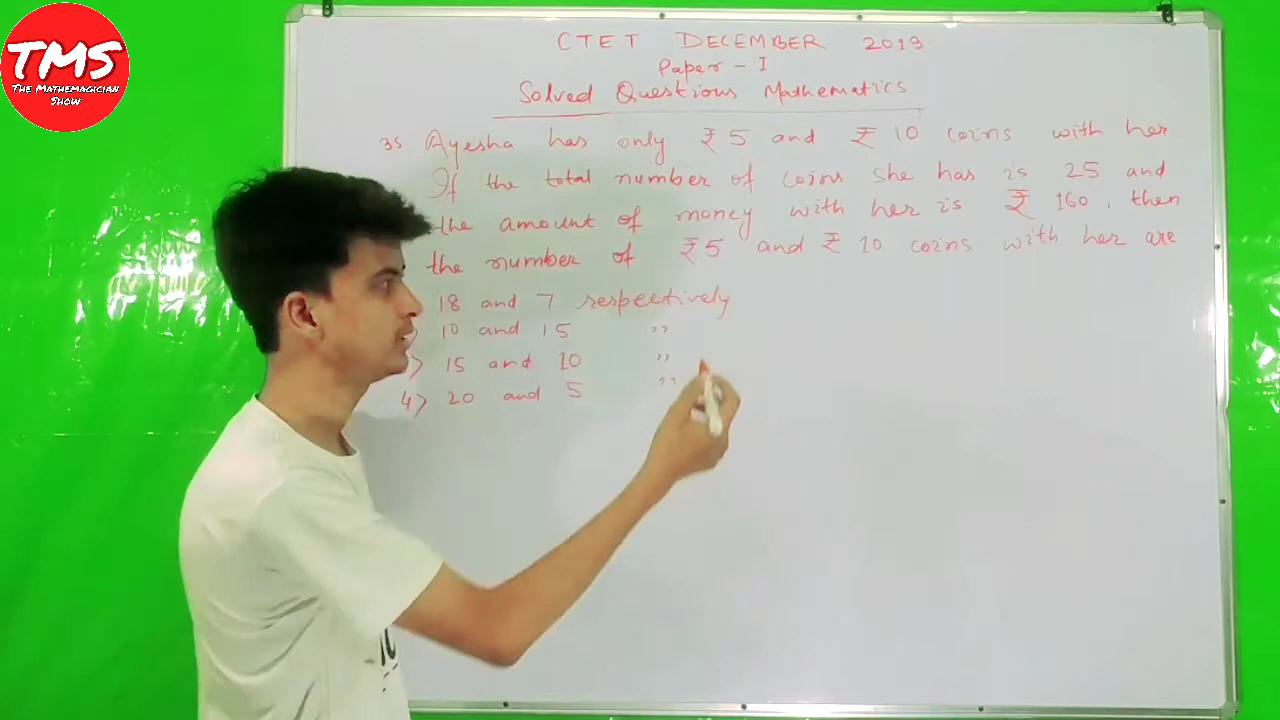 TMS
THE MATHEMAGICIAN
SHOW
CTET DECEMBER 2019
Paper - I
Solved Questions Mathematics
35 Ayesha has only ₹5 and ₹10 coins with her
If the total number of coins she has is 25 and
the amount of money with her is ₹ 160, then
the number of ₹5 and ₹10 coins with her are
18 and 7 respectively
10 and 15 ,,
> 15 and 10 ,,
4> 20 and 5 ,,